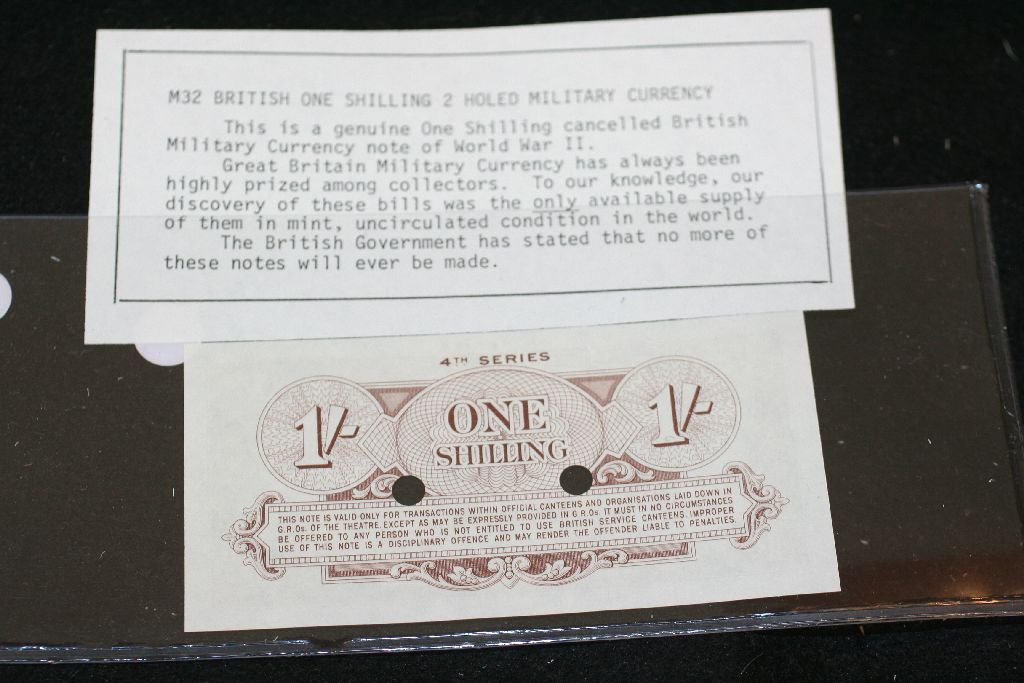 M32 BRITISH ONE SHILLING 2 HOLED MILITARY CURRENCY
This is a genuine One Shilling cancelled British
Military Currency note of World War II.
Great Britain Military Currency has always been
highly prized among collectors. To our knowledge, our
discovery of these bills was the only available supply
of them in mint, uncirculated condition in the world.
The British Government has stated that no more of
these notes will ever be made.
4TH SERIES
1/- ONE 1/-
SHILLING
THIS NOTE IS VALID ONLY FOR TRANSACTIONS WITHIN OFFICIAL CANTEENS AND ORGANISATIONS LAID DOWN IN
G.R.Os. OF THE THEATRE. EXCEPT AS MAY BE EXPRESSLY PROVIDED IN G.R.Os. IT MUST IN NO CIRCUMSTANCES
BE OFFERED TO ANY PERSON WHO IS NOT ENTITLED TO USE BRITISH SERVICE CANTEENS. IMPROPER
USE OF THIS NOTE IS A DISCIPLINARY OFFENCE AND MAY RENDER THE OFFENDER LIABLE TO PENALTIES.